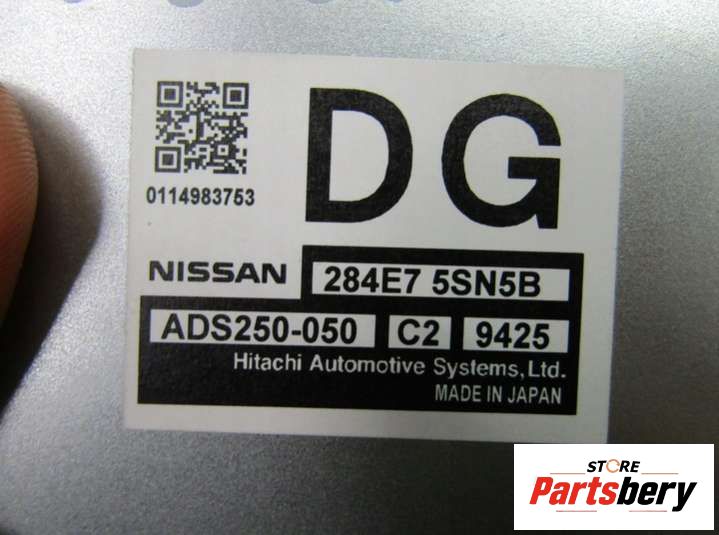 DG
0114983753
NISSAN 284E7 5SN5B
ADS250-050 C2 9425
Hitachi Automotive Systems, Ltd.
MADE IN JAPAN
STORE
Partsbery